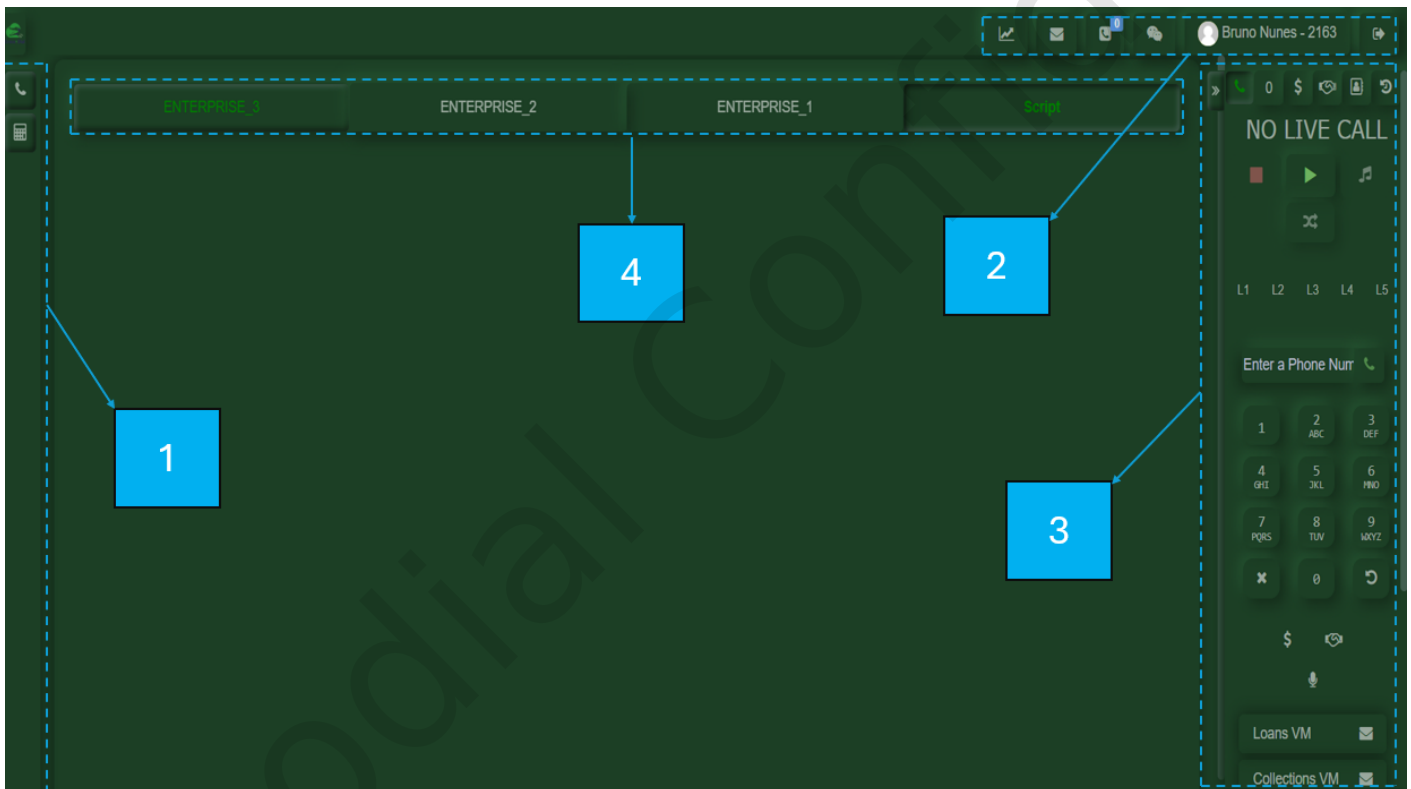 0
Bruno Nunes - 2163
0
ENTERPRISE_3
ENTERPRISE_2
ENTERPRISE_1
Script
NO LIVE CALL
4
2
L1 L2 L3 L4 L5
Enter a Phone Num
1
1
2 ABC
3 DEF
4 GHI
5 JKL
6 MNO
3
7 PQRS
8 TUV
9 WXYZ
0
Loans VM
Collections VM
odial Confi